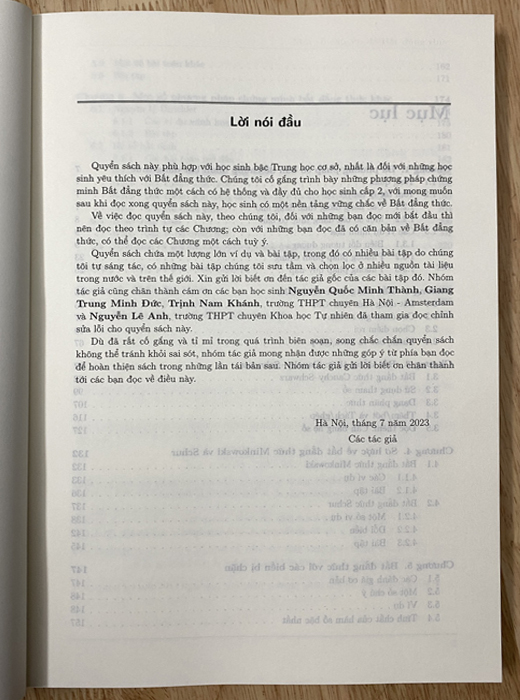 Lời nói đầu
Quyển sách này phù hợp với học sinh bậc Trung học cơ sở, nhất là đối với những học
sinh yêu thích với Bất đẳng thức. Chúng tôi cố gắng trình bày những phương pháp chứng
minh Bất đẳng thức một cách có hệ thống và đầy đủ cho học sinh cấp 2, với mong muốn
sau khi đọc xong quyển sách này, học sinh có một nền tảng vững chắc về Bất đẳng thức.
Về việc đọc quyển sách này, theo chúng tôi, đối với những bạn đọc mới bắt đầu thì
nên đọc theo trình tự các Chương; còn với những bạn đã có căn bản về Bất đẳng
thức, có thể đọc các Chương một cách tuỳ ý.
Quyển sách chứa một lượng lớn ví dụ và bài tập, trong đó có nhiều bài tập do chúng
tôi tự sáng tác, có những bài tập chúng tôi sưu tầm và chọn lọc ở nhiều nguồn tài liệu
trong nước và trên thế giới. Xin gửi lời biết ơn đến tác giả gốc của các bài tập đó. Nhóm
tác giả cũng chân thành cảm ơn các bạn học sinh Nguyễn Quốc Minh Thành, Giang
Trung Minh Đức, Trịnh Nam Khánh, trường THPT chuyên Hà Nội - Amsterdam
và Nguyễn Lê Anh, trường THPT chuyên Khoa học Tự nhiên đã tham gia đọc chỉnh
sửa lỗi cho quyển sách này.
Dù đã rất cố gắng và tỉ mỉ trong quá trình biên soạn, song chắc chắn quyển sách
không thể tránh khỏi sai sót, nhóm tác giả mong nhận được những góp ý từ phía bạn đọc
để hoàn thiện sách trong những lần tái bản sau. Nhóm tác giả gửi lời biết ơn chân thành
tới các bạn đọc về điều này.
Hà Nội, tháng 7 năm 2023
Các tác giả